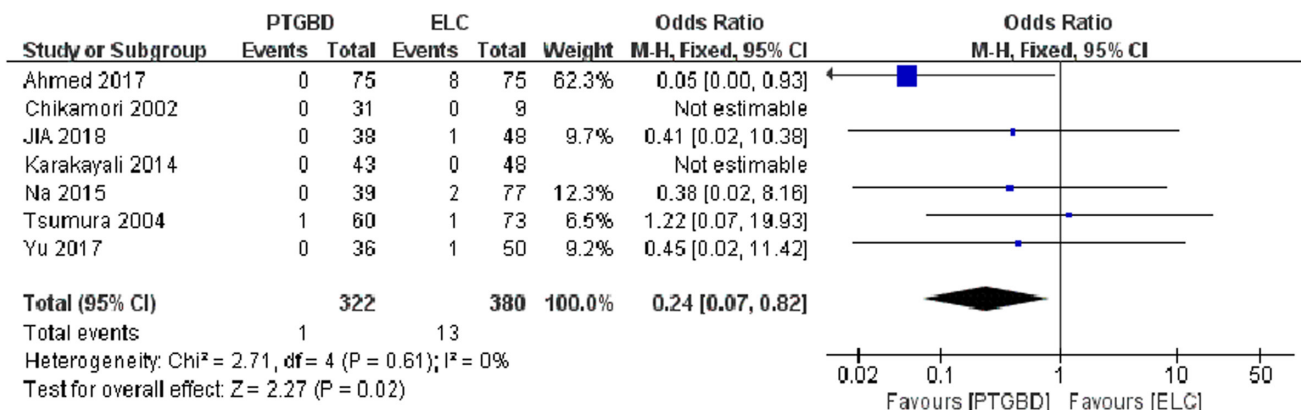 PTGBD ELC Odds Ratio Odds Ratio
Study or Subgroup Events Total Events Total Weight M-H, Fixed, 95% CI M-H, Fixed, 95% CI
Ahmed 2017 0 75 8 75 62.3% 0.05 [0.00, 0.93]
Chikamori 2002 0 31 0 9 Not estimable
JIA 2018 0 38 1 48 9.7% 0.41 [0.02, 10.38]
Karakayali 2014 0 43 0 48 Not estimable
Na 2015 0 39 2 77 12.3% 0.38 [0.02, 8.16]
Tsumura 2004 1 60 1 73 6.5% 1.22 [0.07, 19.93]
Yu 2017 0 36 1 50 9.2% 0.45 [0.02, 11.42]
Total (95% CI) 322 380 100.0% 0.24 [0.07, 0.82]
Total events 1 13
Heterogeneity: Chi² = 2.71, df = 4 (P = 0.61); I² = 0%
Test for overall effect: Z = 2.27 (P = 0.02)
0.02 0.1 1 10 50
Favours [PTGBD] Favours [ELC]